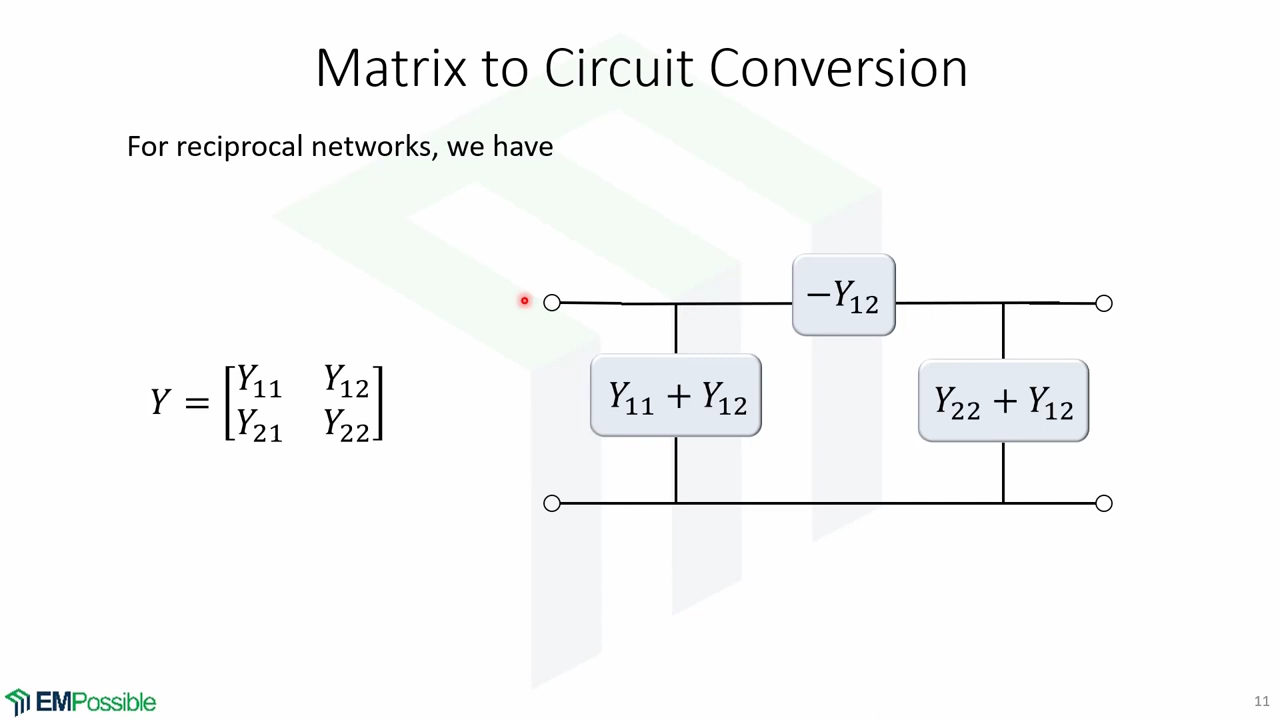 Matrix to Circuit Conversion
For reciprocal networks, we have
−Y₁₂
Y₁₁ + Y₁₂
Y₂₂ + Y₁₂
Y = [Y₁₁ Y₁₂
Y₂₁ Y₂₂]
EMPossible
11